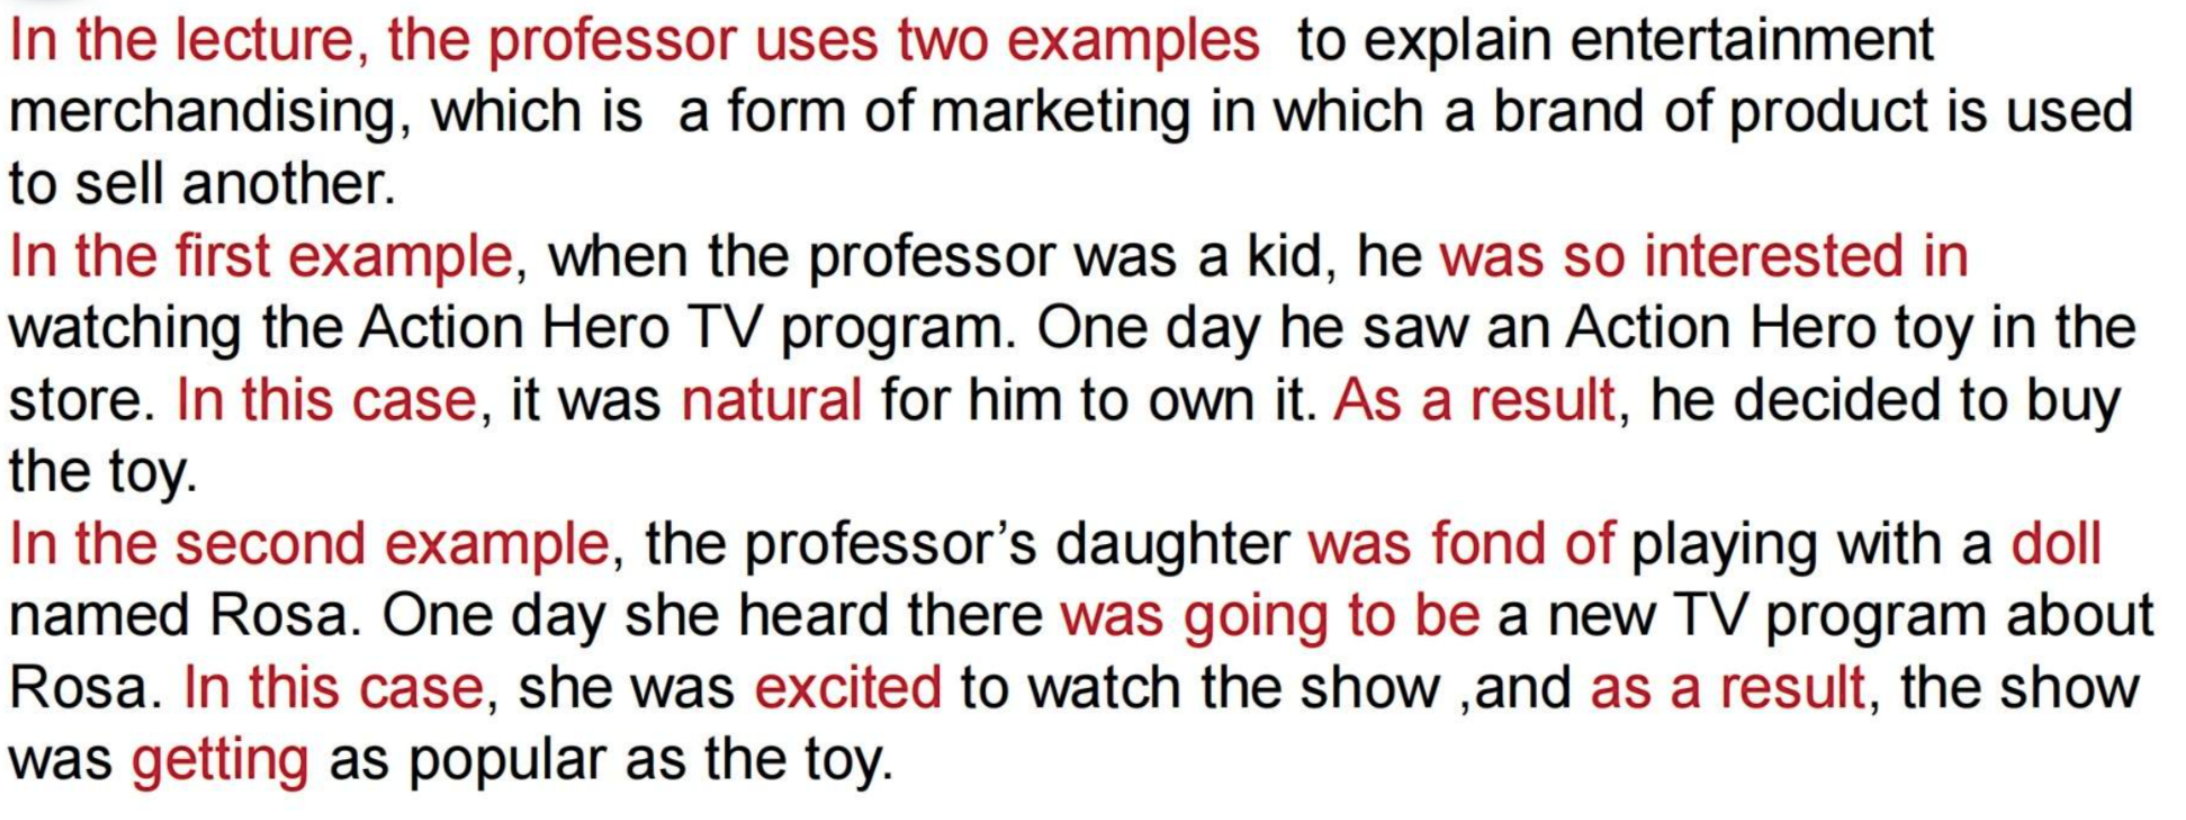 In the lecture, the professor uses two examples  to explain entertainment
merchandising, which is  a form of marketing in which a brand of product is used
to sell another.
In the first example, when the professor was a kid, he was so interested in
watching the Action Hero TV program. One day he saw an Action Hero toy in the
store. In this case, it was natural for him to own it. As a result, he decided to buy
the toy.
In the second example, the professor’s daughter was fond of playing with a doll
named Rosa. One day she heard there was going to be a new TV program about
Rosa. In this case, she was excited to watch the show ,and as a result, the show
was getting as popular as the toy.